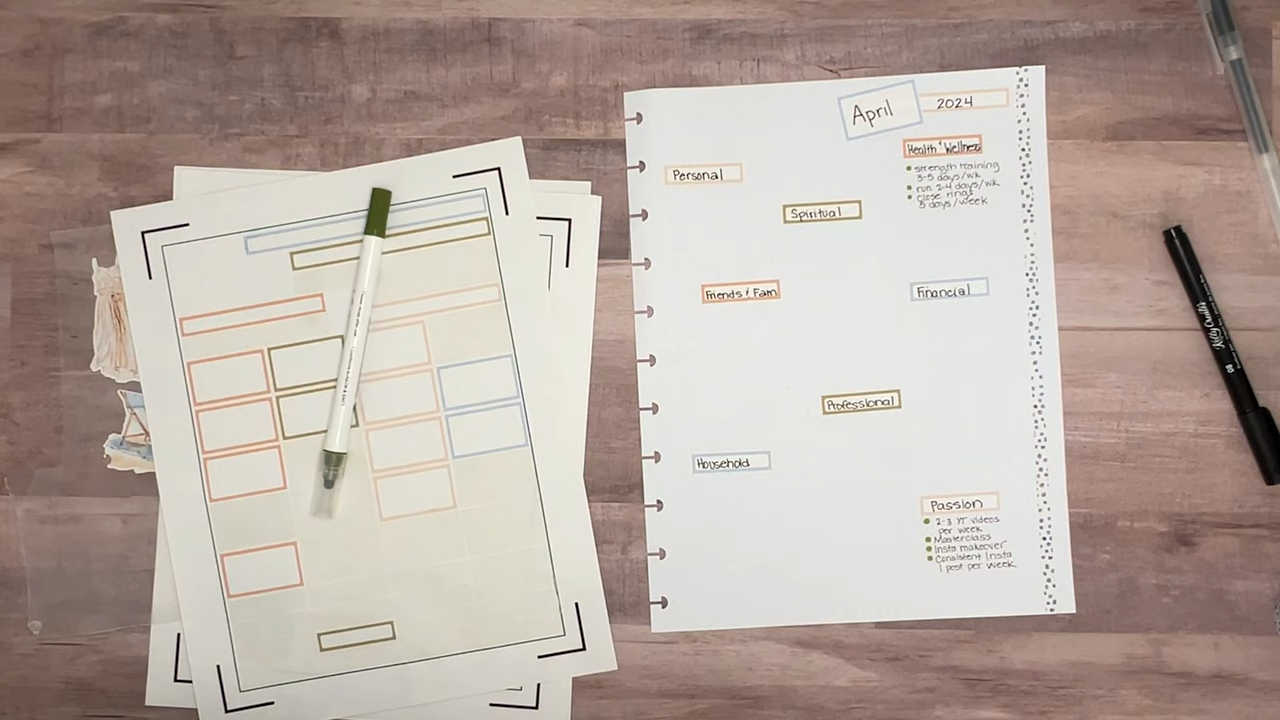 April
2024
Health & Wellness
strength training
3-5 days/wk
run 2-4 days/wk
close rings
5 days/week
Personal
Spiritual
Friends & Fam
Financial
Professional
Household
Passion
2-3 YT videos
per week
Masterclass
Insta makeover
Consistent Insta
1 post per week
Kelly Creates